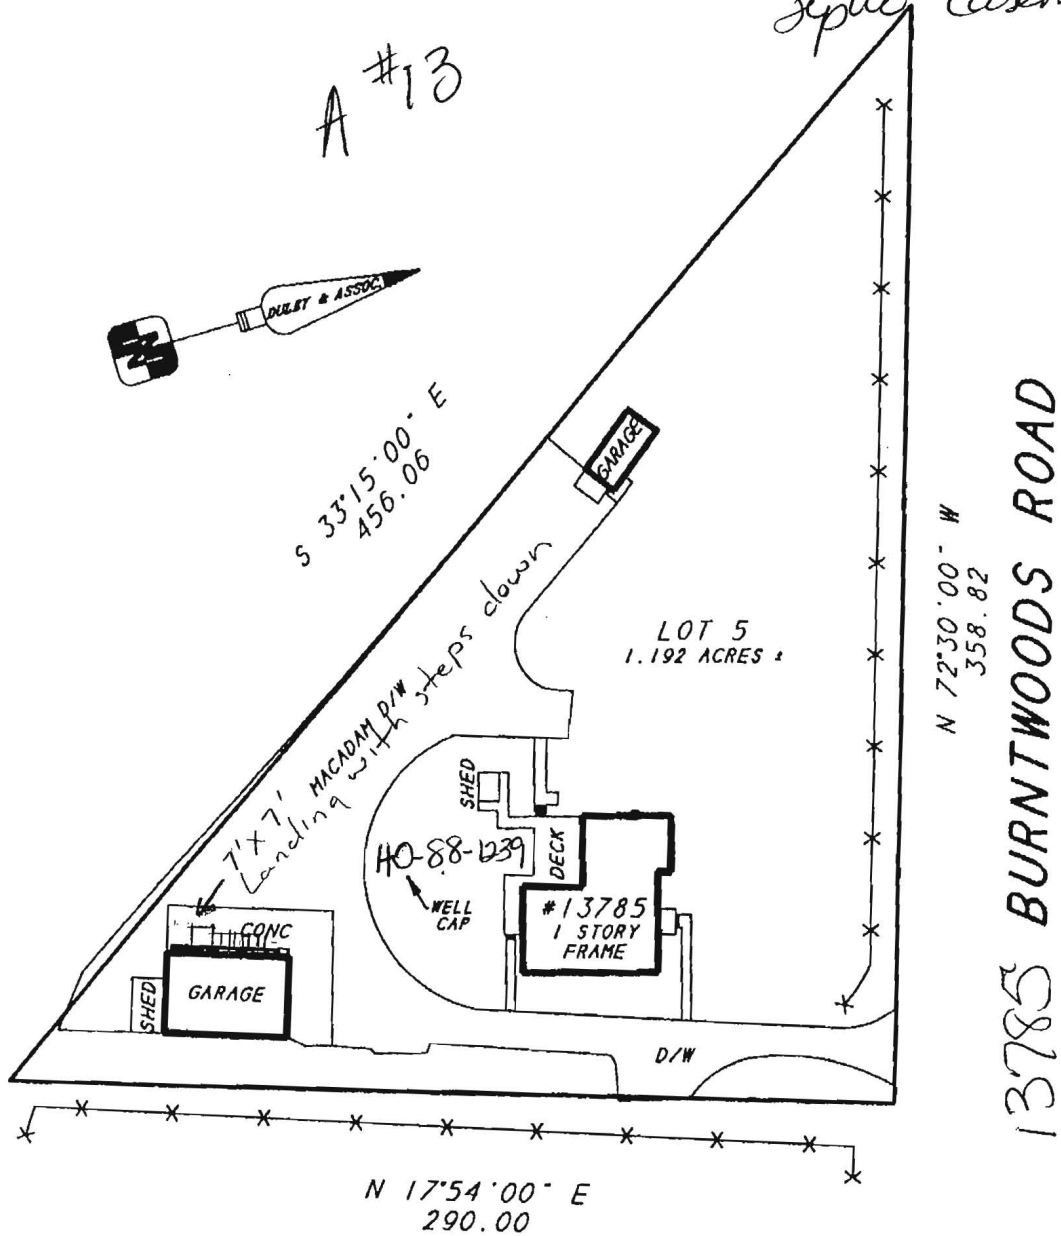 A #13
DULEY & ASSOC.
S 33°15'00" E
456.06
GARAGE
LOT 5
1.192 ACRES ±
N 72°30'00" W
358.82
13785 BURNTWOODS ROAD
MACADAM D/W
7' X 7'
Landing with steps down
SHED
HO-88-1239
WELL
CAP
DECK
#13785
1 STORY
FRAME
CONC
GARAGE
SHED
D/W
N 17°54'00" E
290.00